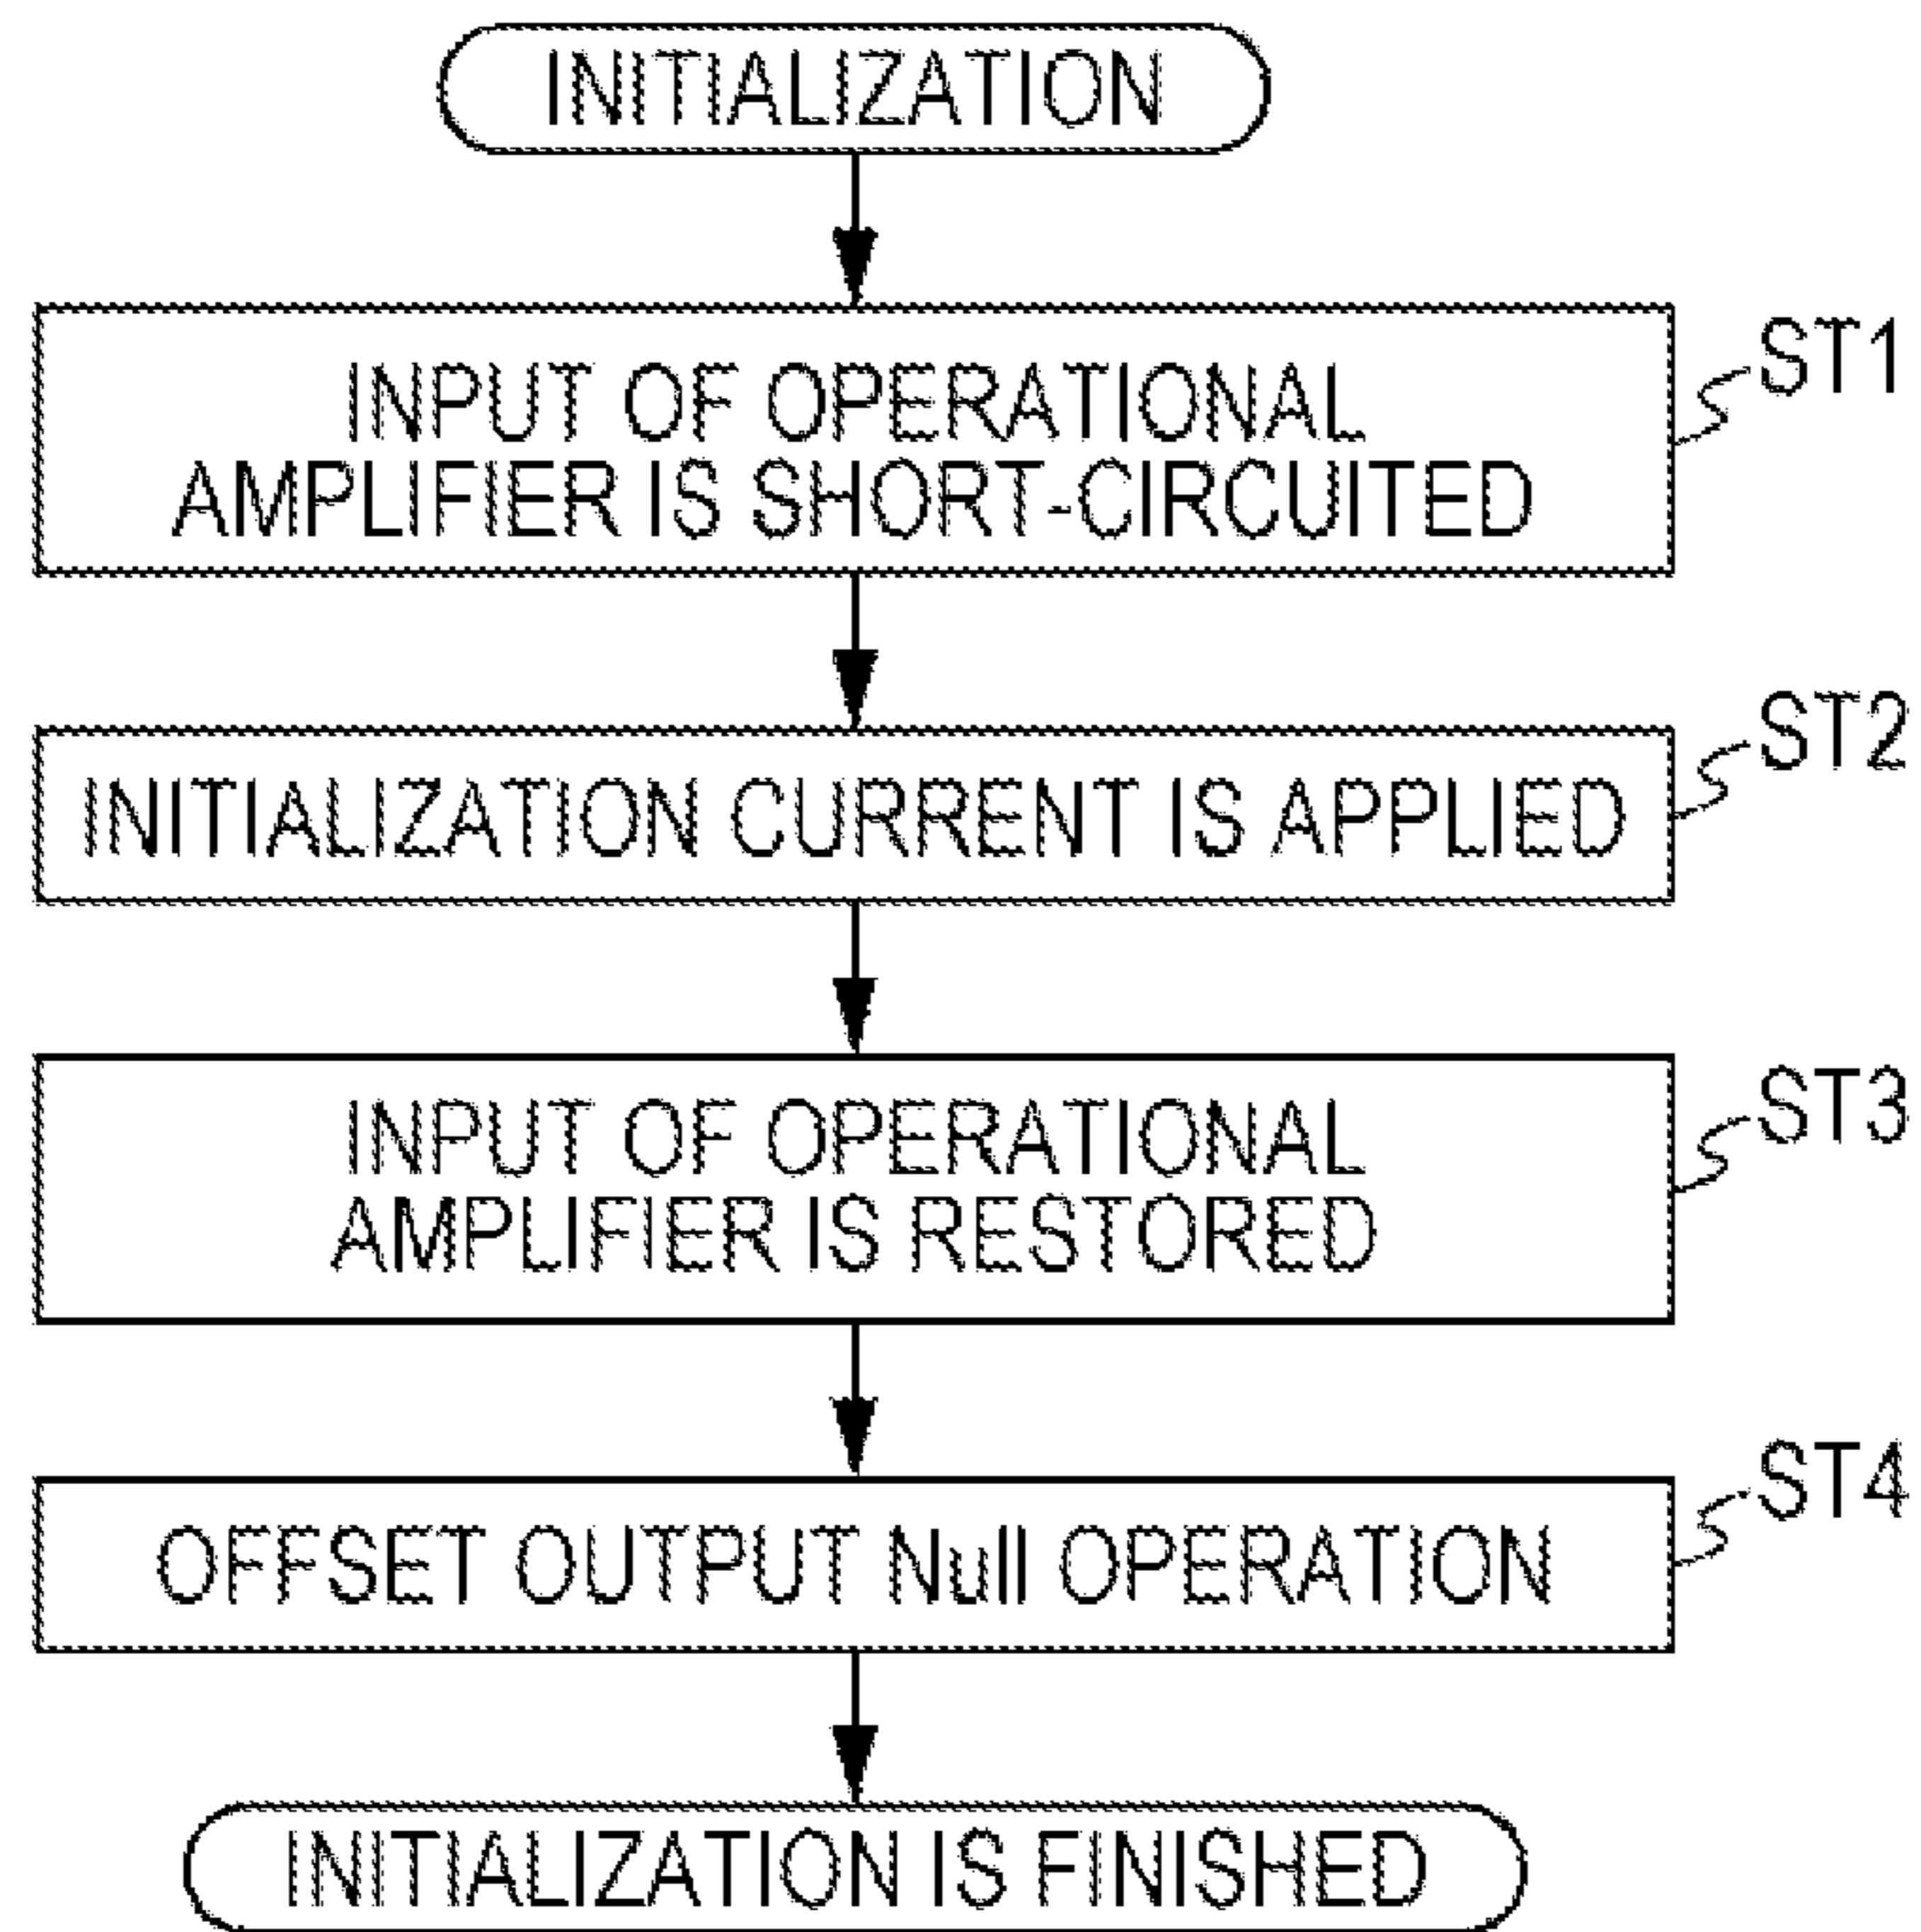 INITIALIZATION
INPUT OF OPERATIONAL
AMPLIFIER IS SHORT-CIRCUITED
ST1
INITIALIZATION CURRENT IS APPLIED
ST2
INPUT OF OPERATIONAL
AMPLIFIER IS RESTORED
ST3
OFFSET OUTPUT Null OPERATION
ST4
INITIALIZATION IS FINISHED